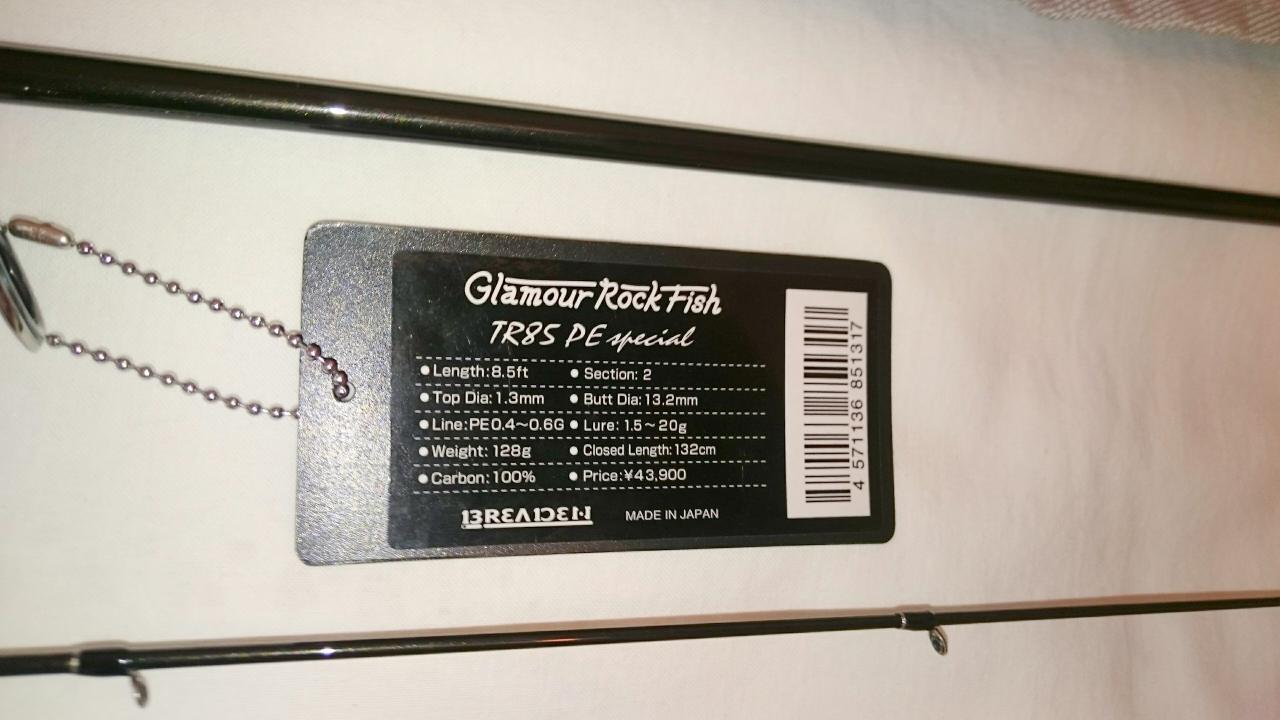 Glamour Rock Fish
TR85 PE special
● Length: 8.5ft ● Section: 2
● Top Dia: 1.3mm ● Butt Dia: 13.2mm
● Line: PE0.4～0.6G ● Lure: 1.5～20g
● Weight: 128g ● Closed Length: 132cm
● Carbon: 100% ● Price: ¥43,900
BREADEN MADE IN JAPAN
4 571136 851317